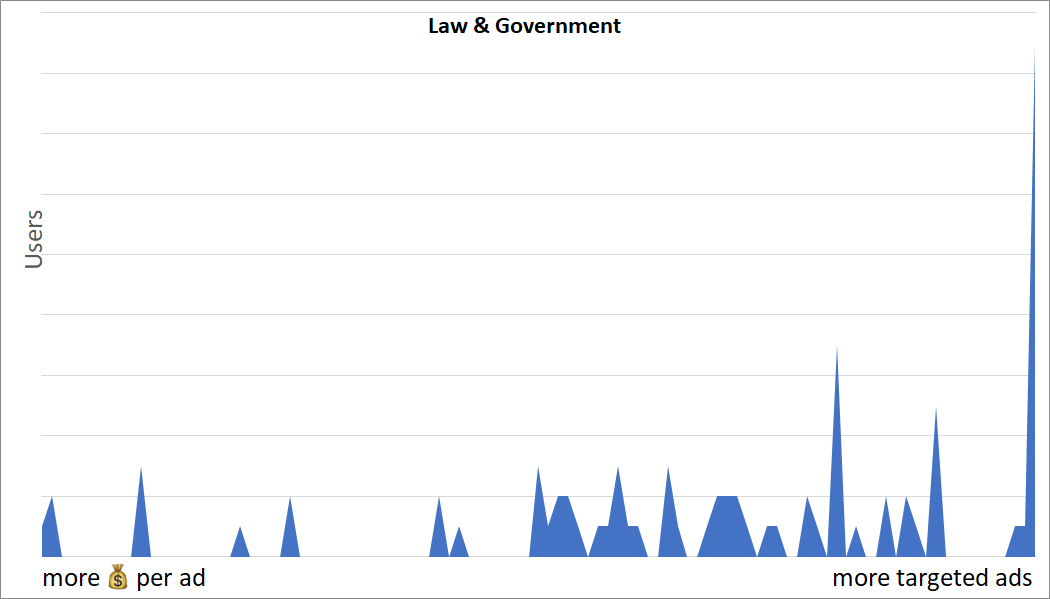 Law & Government
Users
more 💰 per ad
more targeted ads